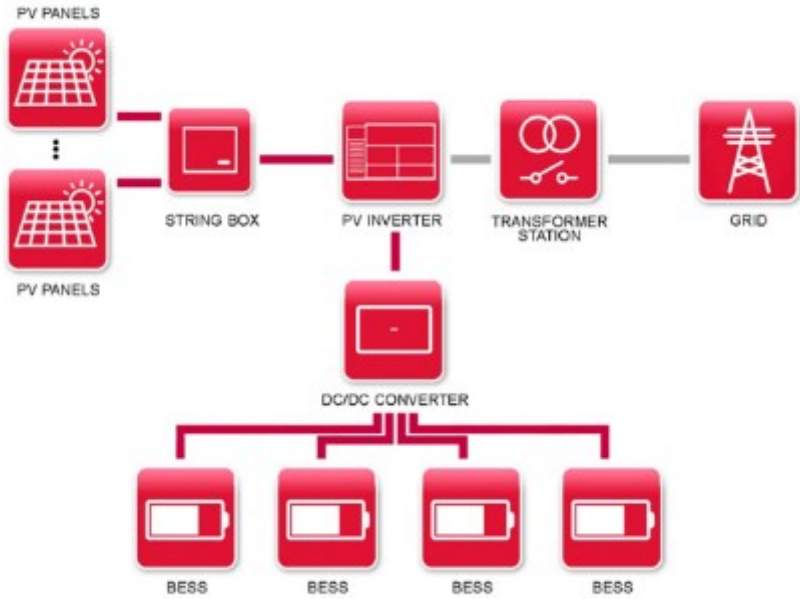 PV PANELS
STRING BOX
PV INVERTER
TRANSFORMER
STATION
GRID
PV PANELS
DC/DC CONVERTER
BESS
BESS
BESS
BESS